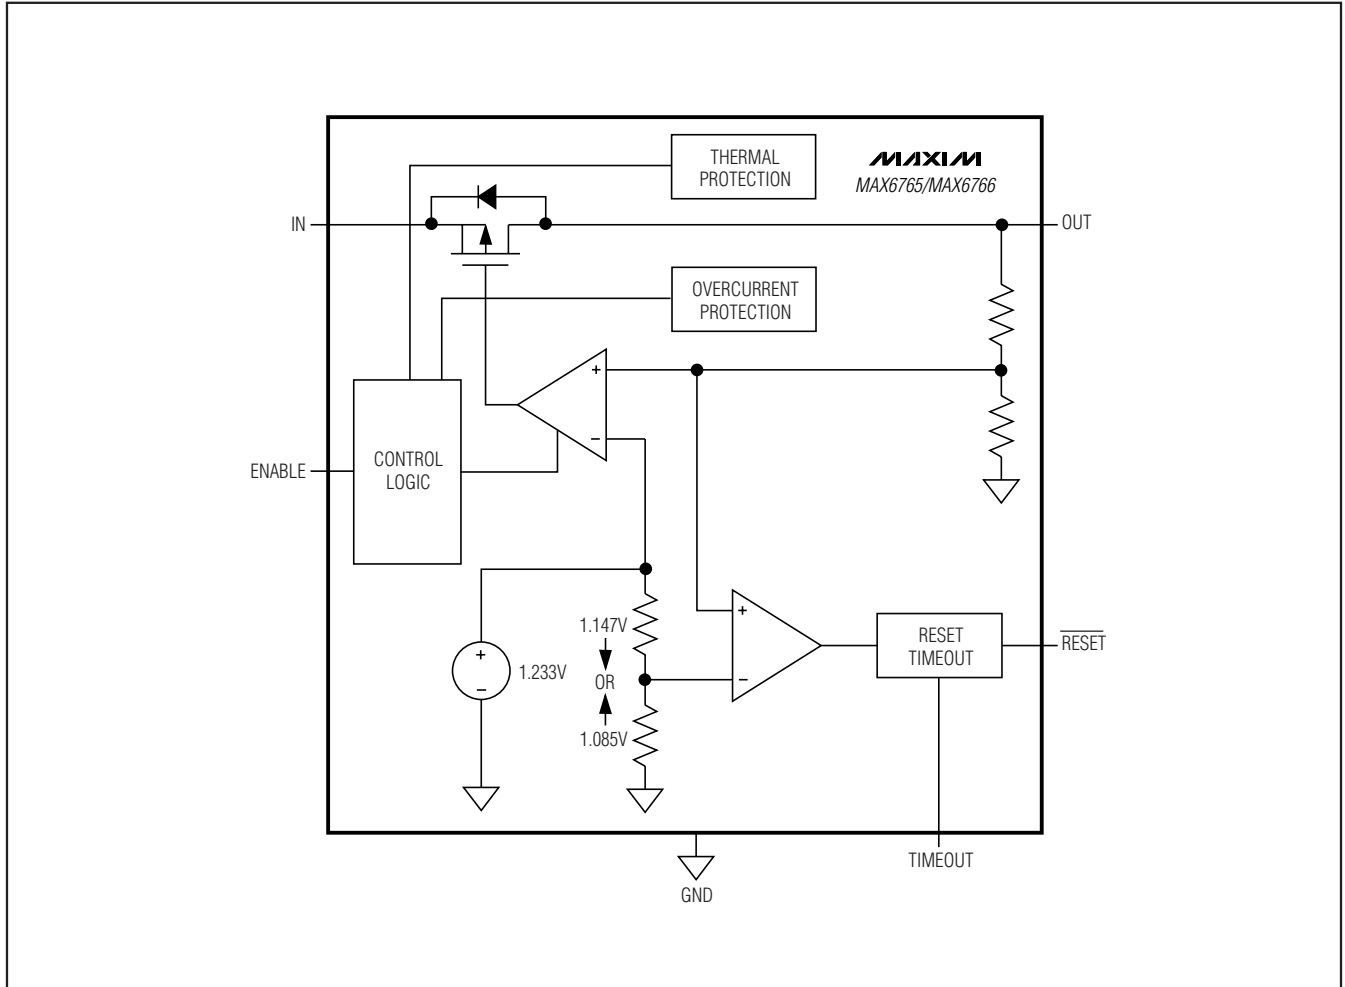 THERMAL
PROTECTION
MAXIM
MAX6765/MAX6766
IN
OUT
OVERCURRENT
PROTECTION
+
−
ENABLE
CONTROL
LOGIC
1.147V
OR
1.085V
+
−
1.233V
+
−
RESET
TIMEOUT
RESET
TIMEOUT
GND